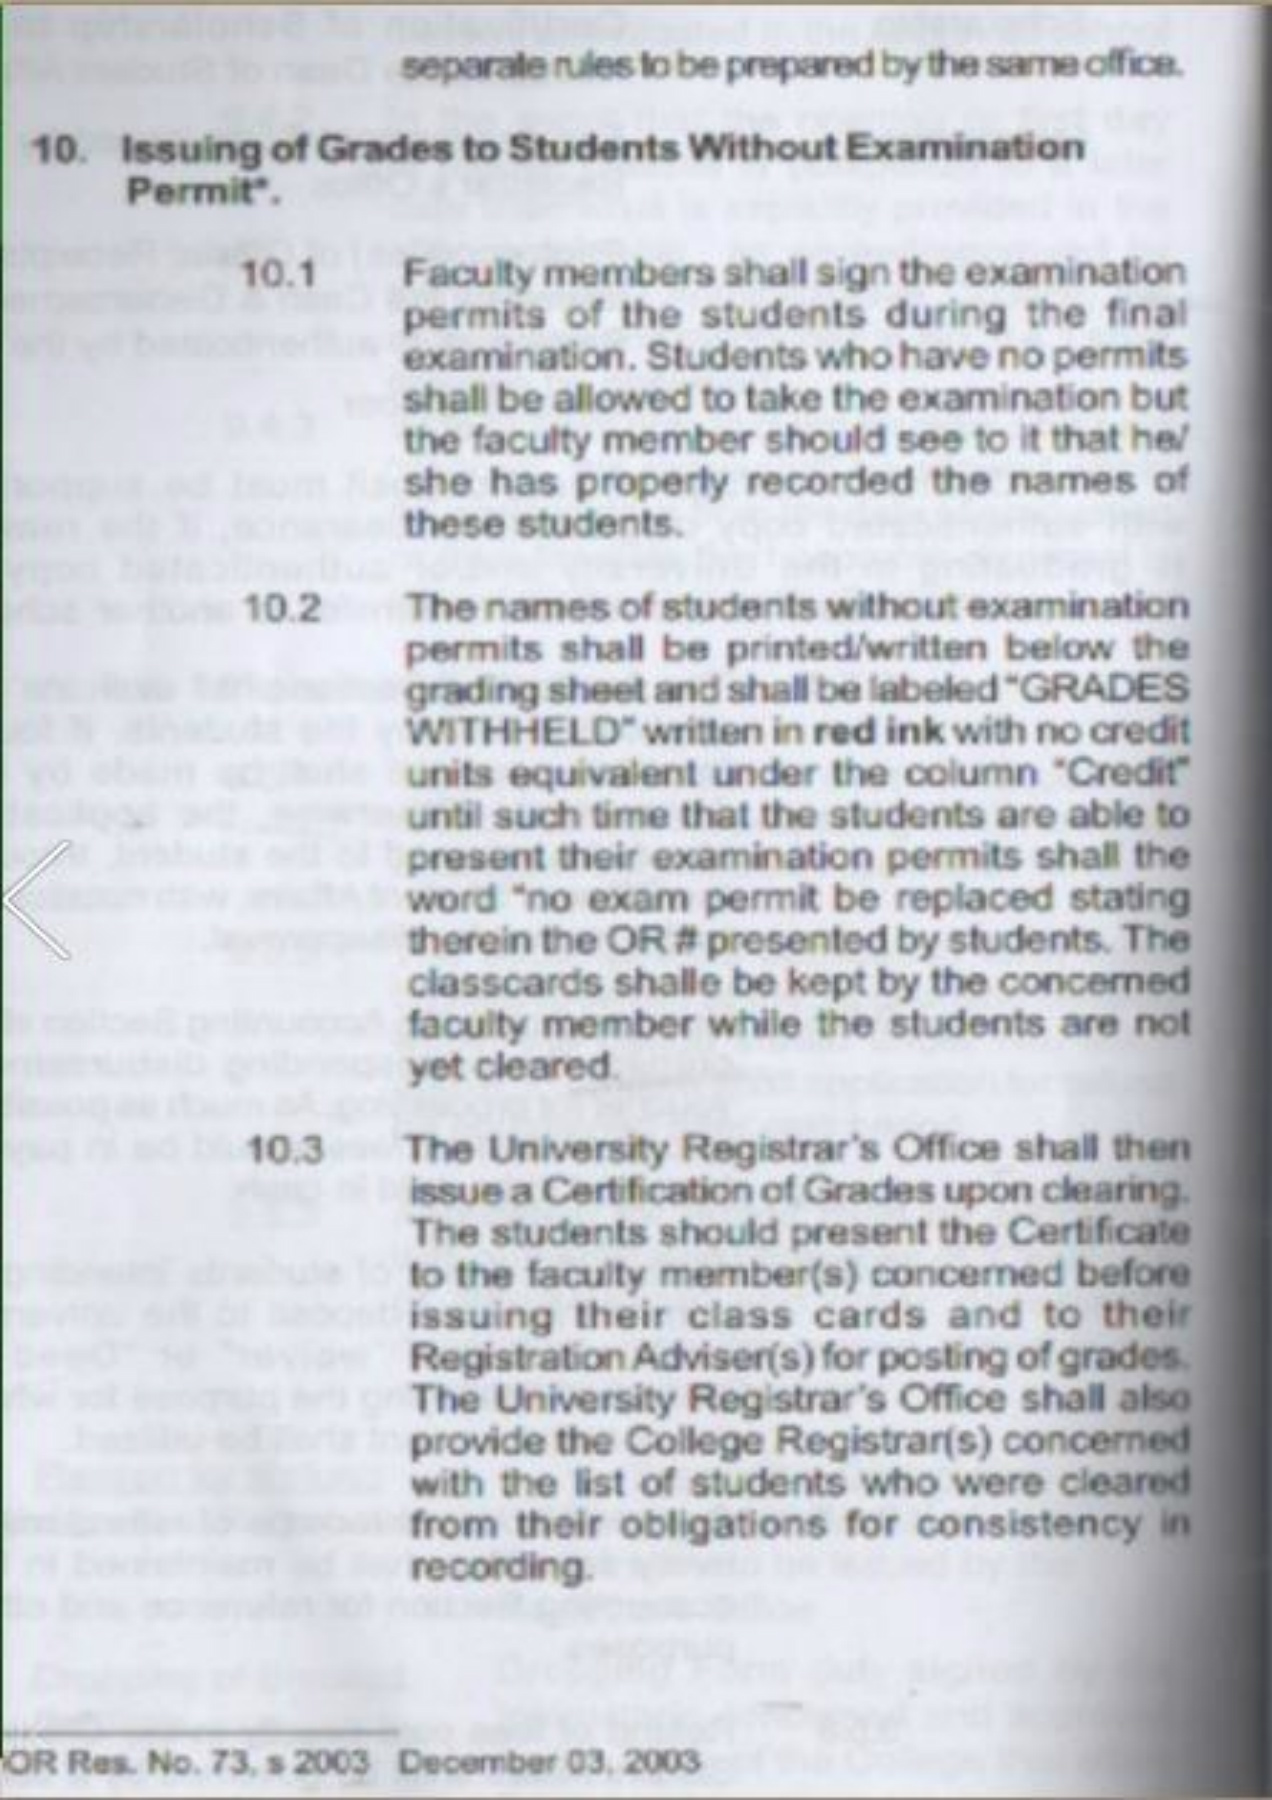 separate rules to be prepared by the same office.
10. Issuing of Grades to Students Without Examination
Permit*.
10.1 Faculty members shall sign the examination
permits of the students during the final
examination. Students who have no permits
shall be allowed to take the examination but
the faculty member should see to it that he/
she has properly recorded the names of
these students.
10.2 The names of students without examination
permits shall be printed/written below the
grading sheet and shall be labeled "GRADES
WITHHELD" written in red ink with no credit
units equivalent under the column "Credit"
until such time that the students are able to
present their examination permits shall the
word "no exam permit be replaced stating
therein the OR # presented by students. The
classcards shalle be kept by the concerned
faculty member while the students are not
yet cleared.
10.3 The University Registrar's Office shall then
issue a Certification of Grades upon clearing.
The students should present the Certificate
to the faculty member(s) concerned before
issuing their class cards and to their
Registration Adviser(s) for posting of grades.
The University Registrar's Office shall also
provide the College Registrar(s) concerned
with the list of students who were cleared
from their obligations for consistency in
recording.
OR Res. No. 73, s 2003 December 03, 2003